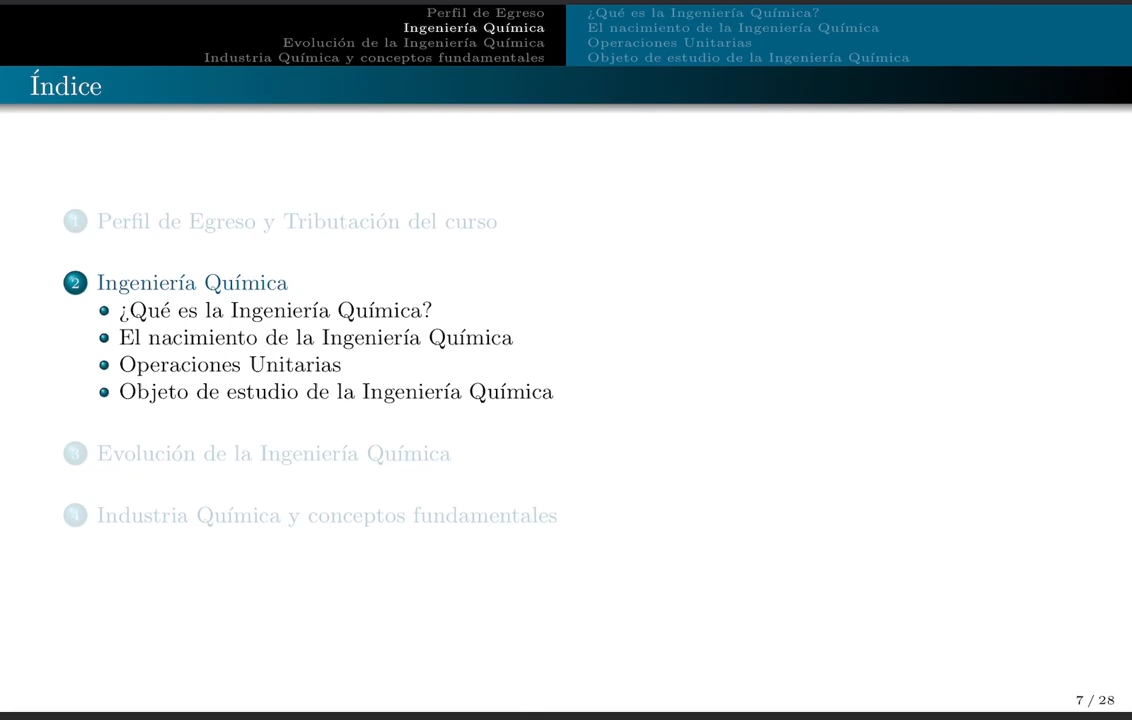 Perfil de Egreso
Ingeniería Química
Evolución de la Ingeniería Química
Industria Química y conceptos fundamentales
¿Qué es la Ingeniería Química?
El nacimiento de la Ingeniería Química
Operaciones Unitarias
Objeto de estudio de la Ingeniería Química
Índice
1 Perfil de Egreso y Tributación del curso
2 Ingeniería Química
¿Qué es la Ingeniería Química?
El nacimiento de la Ingeniería Química
Operaciones Unitarias
Objeto de estudio de la Ingeniería Química
3 Evolución de la Ingeniería Química
4 Industria Química y conceptos fundamentales
7 / 28